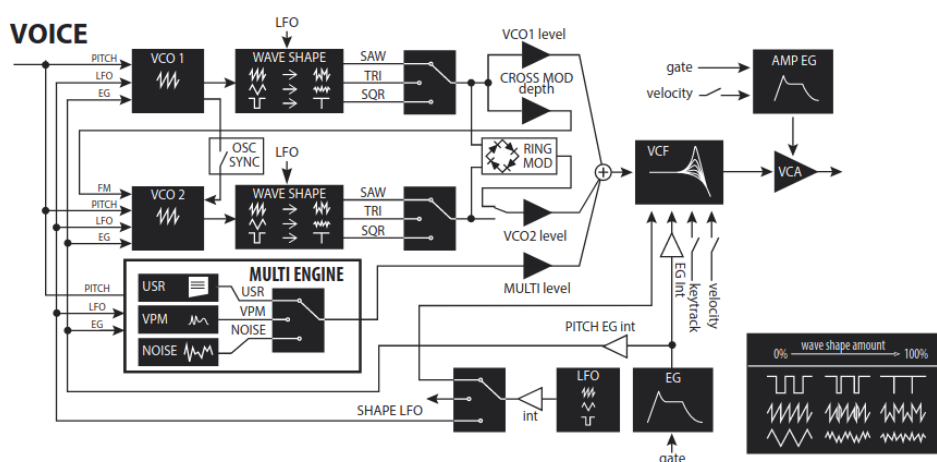 VOICE
LFO
PITCH
LFO
EG
VCO 1
WAVE SHAPE
SAW
TRI
SQR
VCO1 level
CROSS MOD
depth
gate
velocity
AMP EG
OSC
SYNC
LFO
RING
MOD
VCF
VCA
FM
PITCH
LFO
EG
VCO 2
WAVE SHAPE
SAW
TRI
SQR
VCO2 level
MULTI ENGINE
PITCH
LFO
EG
USR
VPM
NOISE
USR
VPM
NOISE
MULTI level
EG int
keytrack
velocity
PITCH EG int
SHAPE LFO
int
LFO
EG
gate
wave shape amount
0%
100%